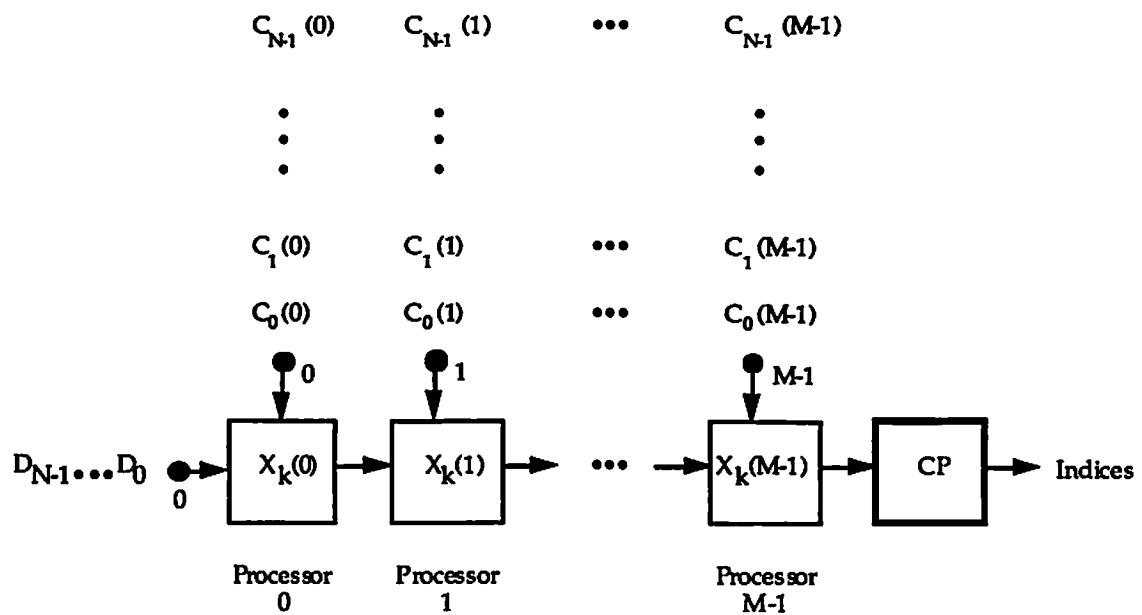 C_{N-1}(0) C_{N-1}(1) ••• C_{N-1}(M-1)
C_1(0) C_1(1) ••• C_1(M-1)
C_0(0) C_0(1) ••• C_0(M-1)
0 1 M-1
D_{N-1}•••D_0 0 X_k(0) X_k(1) ••• X_k(M-1) CP Indices
Processor Processor Processor
0 1 M-1